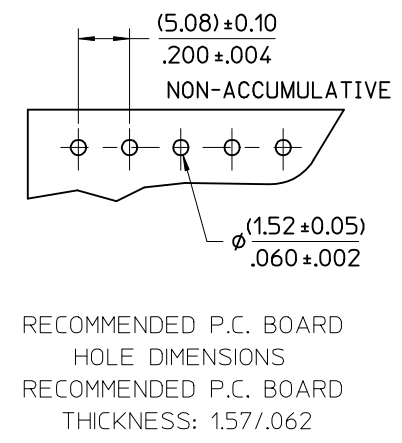 (5.08)±0.10
.200±.004
NON-ACCUMULATIVE
ϕ(1.52±0.05)
.060±.002
RECOMMENDED P.C. BOARD
HOLE DIMENSIONS
RECOMMENDED P.C. BOARD
THICKNESS: 1.57/.062